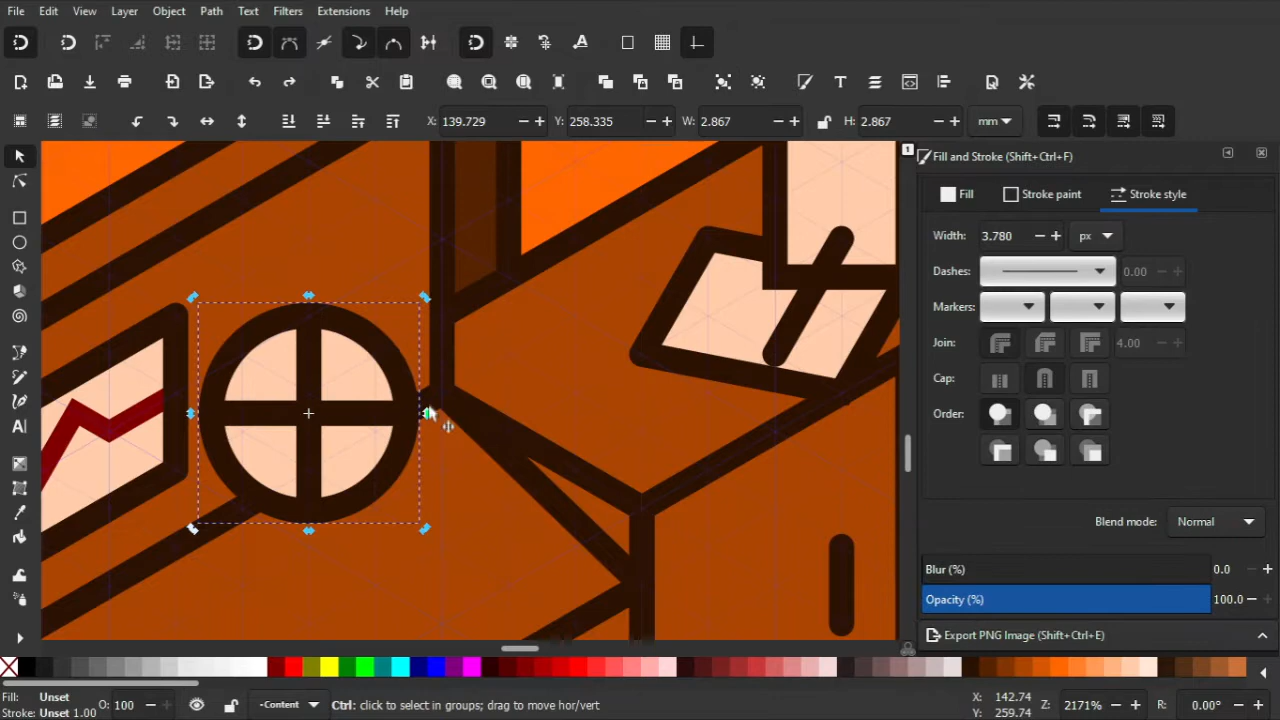 File Edit View Layer Object Path Text Filters Extensions Help
X: 139.729 Y: 258.335 W: 2.867 H: 2.867 mm
1
Fill and Stroke (Shift+Ctrl+F)
Fill Stroke paint Stroke style
Width: 3.780 px
Dashes: 0.00
Markers:
Join: 4.00
Cap:
Order:
Blend mode: Normal
Blur (%) 0.0
Opacity (%) 100.0
Export PNG Image (Shift+Ctrl+E)
Fill: Unset
Stroke: Unset 1.00
O: 100
-Content
Ctrl: click to select in groups; drag to move hor/vert
X: 142.74
Y: 259.74
Z: 2171%
R: 0.00°